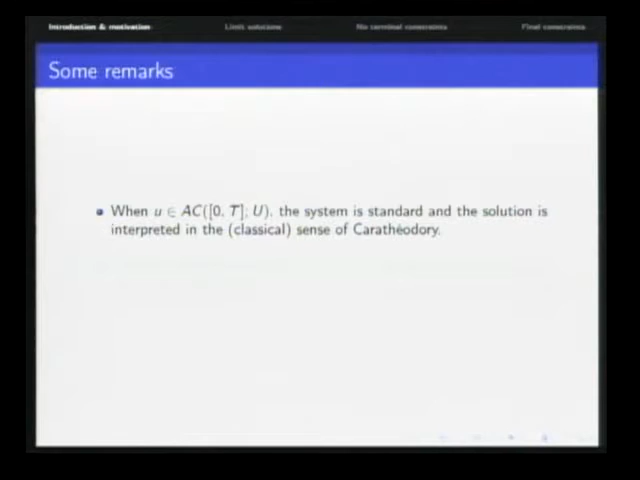 Introduction & motivation    Limit solutions    No terminal constraints    Final constraints
Some remarks
When u ∈ AC([0, T]; U), the system is standard and the solution is
interpreted in the (classical) sense of Carathéodory.